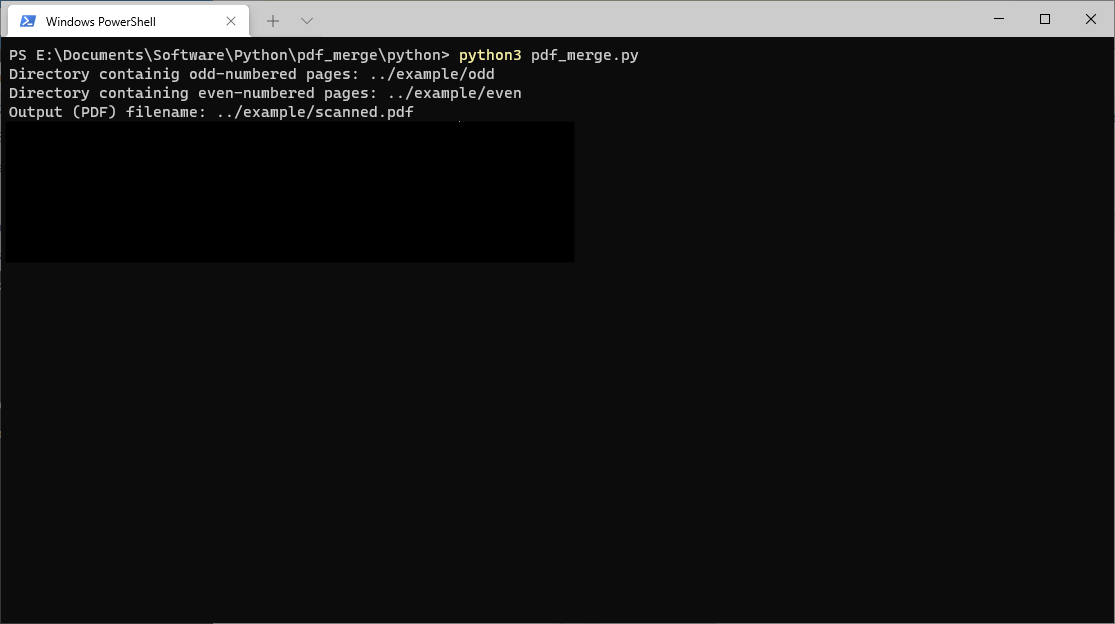 Windows PowerShell
PS E:\Documents\Software\Python\pdf_merge\python> python3 pdf_merge.py
Directory containig odd-numbered pages: ../example/odd
Directory containing even-numbered pages: ../example/even
Output (PDF) filename: ../example/scanned.pdf